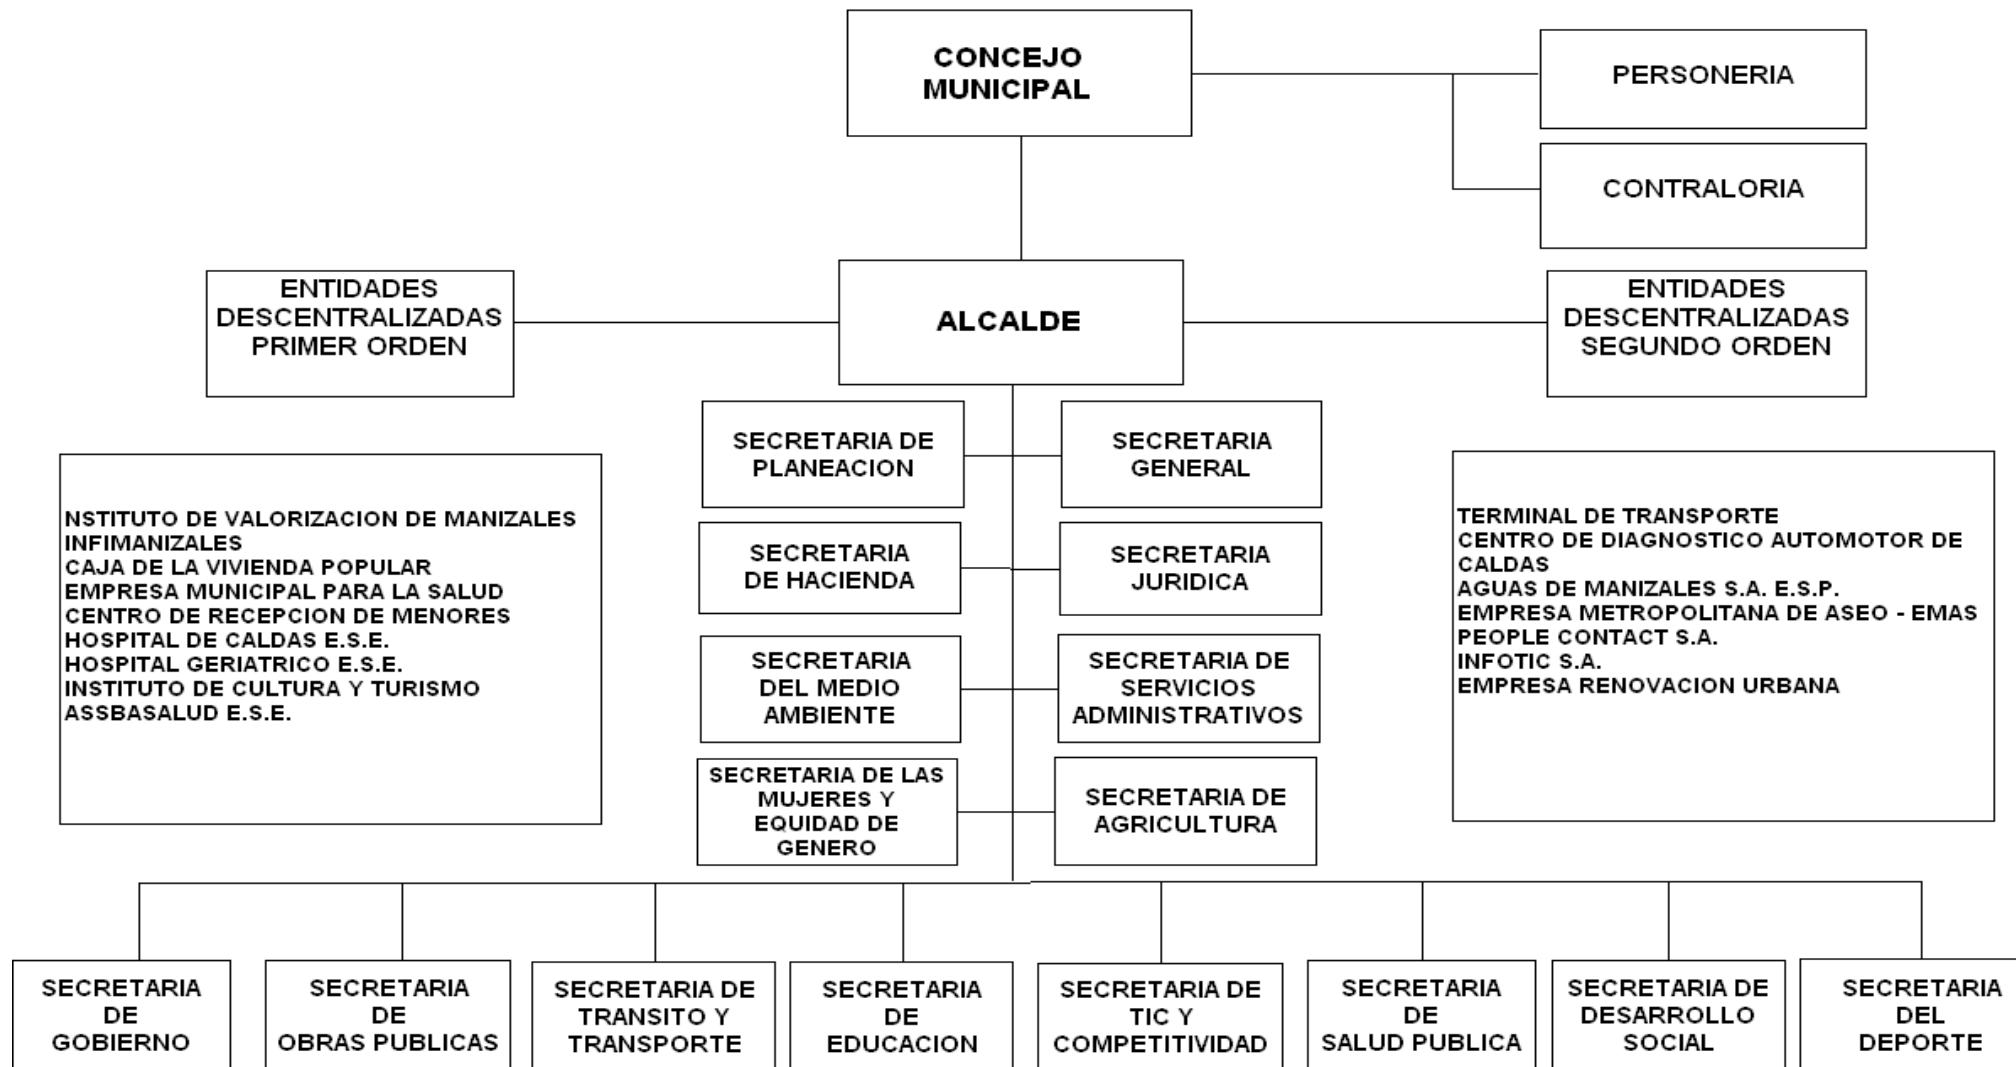 CONCEJO
MUNICIPAL
PERSONERIA
CONTRALORIA
ENTIDADES
DESCENTRALIZADAS
PRIMER ORDEN
ALCALDE
ENTIDADES
DESCENTRALIZADAS
SEGUNDO ORDEN
SECRETARIA DE
PLANEACION
SECRETARIA
GENERAL
NSTITUTO DE VALORIZACION DE MANIZALES
INFIMANIZALES
CAJA DE LA VIVIENDA POPULAR
EMPRESA MUNICIPAL PARA LA SALUD
CENTRO DE RECEPCION DE MENORES
HOSPITAL DE CALDAS E.S.E.
HOSPITAL GERIATRICO E.S.E.
INSTITUTO DE CULTURA Y TURISMO
ASSBASALUD E.S.E.
SECRETARIA
DE HACIENDA
SECRETARIA
JURIDICA
SECRETARIA
DEL MEDIO
AMBIENTE
SECRETARIA DE
SERVICIOS
ADMINISTRATIVOS
SECRETARIA DE LAS
MUJERES Y
EQUIDAD DE
GENERO
SECRETARIA DE
AGRICULTURA
TERMINAL DE TRANSPORTE
CENTRO DE DIAGNOSTICO AUTOMOTOR DE
CALDAS
AGUAS DE MANIZALES S.A. E.S.P.
EMPRESA METROPOLITANA DE ASEO - EMAS
PEOPLE CONTACT S.A.
INFOTIC S.A.
EMPRESA RENOVACION URBANA
SECRETARIA
DE
GOBIERNO
SECRETARIA
DE
OBRAS PUBLICAS
SECRETARIA DE
TRANSITO Y
TRANSPORTE
SECRETARIA
DE
EDUCACION
SECRETARIA DE
TIC Y
COMPETITIVIDAD
SECRETARIA
DE
SALUD PUBLICA
SECRETARIA DE
DESARROLLO
SOCIAL
SECRETARIA
DEL
DEPORTE